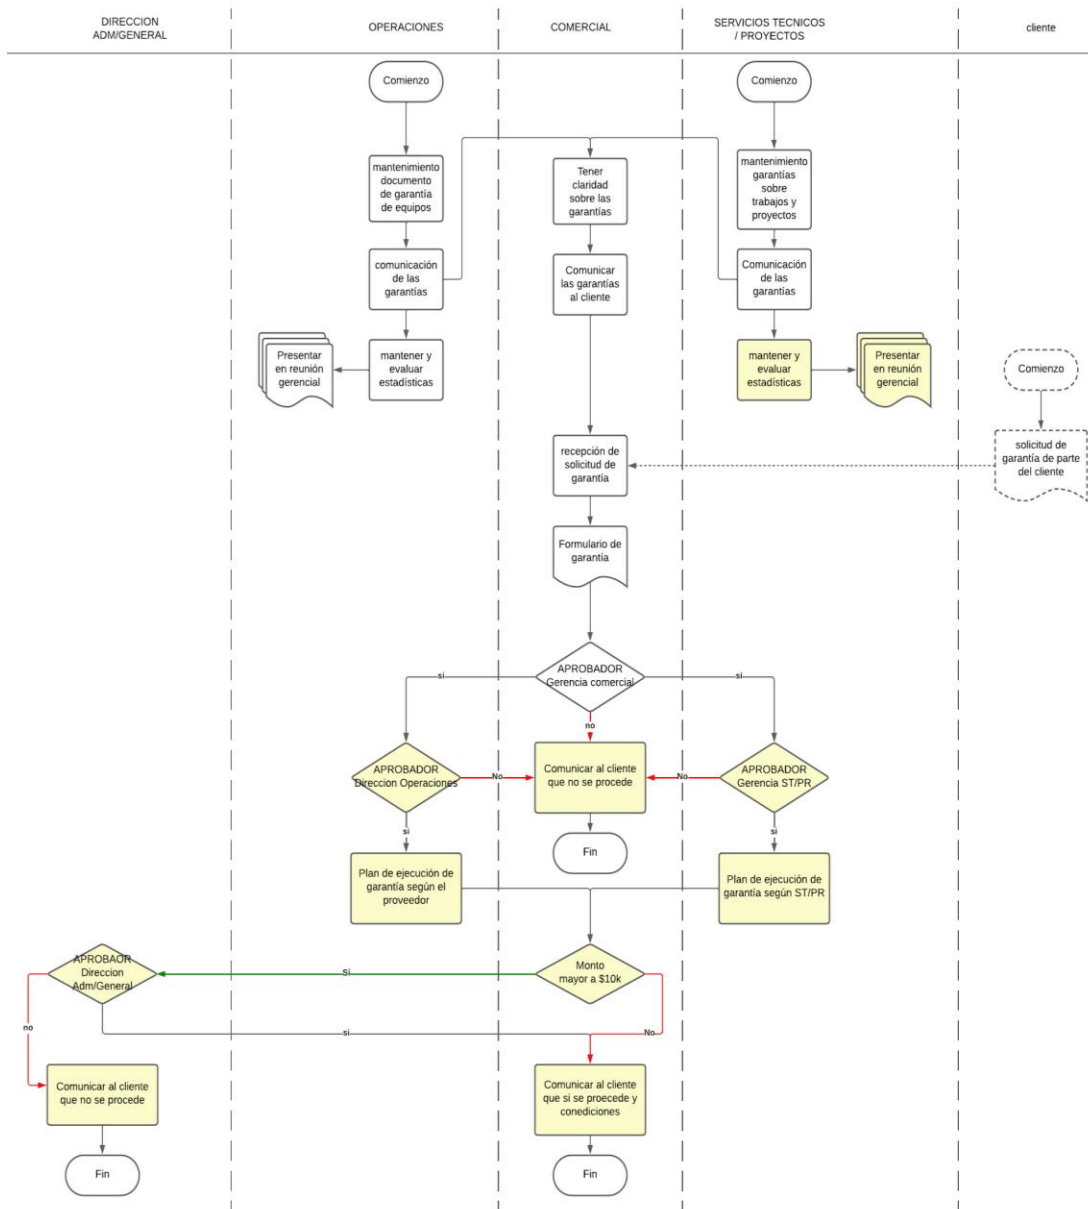 DIRECCION
ADM/GENERAL
OPERACIONES
COMERCIAL
SERVICIOS TECNICOS
/ PROYECTOS
cliente
Comienzo
Comienzo
mantenimiento
documento
de garantía
de equipos
Tener
claridad
sobre las
garantías
mantenimiento
garantías
sobre
trabajos y
proyectos
comunicación
de las
garantías
Comunicar
las garantías
al cliente
Comunicación
de las
garantías
Presentar
en reunión
gerencial
mantener y
evaluar
estadísticas
mantener y
evaluar
estadísticas
Presentar
en reunión
gerencial
Comienzo
recepción de
solicitud de
garantía
solicitud de
garantía de parte
del cliente
Formulario de
garantía
APROBADOR
Gerencia comercial
si
si
no
APROBADOR
Direccion Operaciones
No
Comunicar al cliente
que no se procede
No
APROBADOR
Gerencia ST/PR
si
si
Fin
Plan de ejecución de
garantía según el
proveedor
Plan de ejecución de
garantía según ST/PR
APROBAOR
Direccion
Adm/General
Sí
Monto
mayor a $10k
no
si
No
Comunicar al cliente
que no se procede
Comunicar al cliente
que si se proecede y
conediciones
Fin
Fin